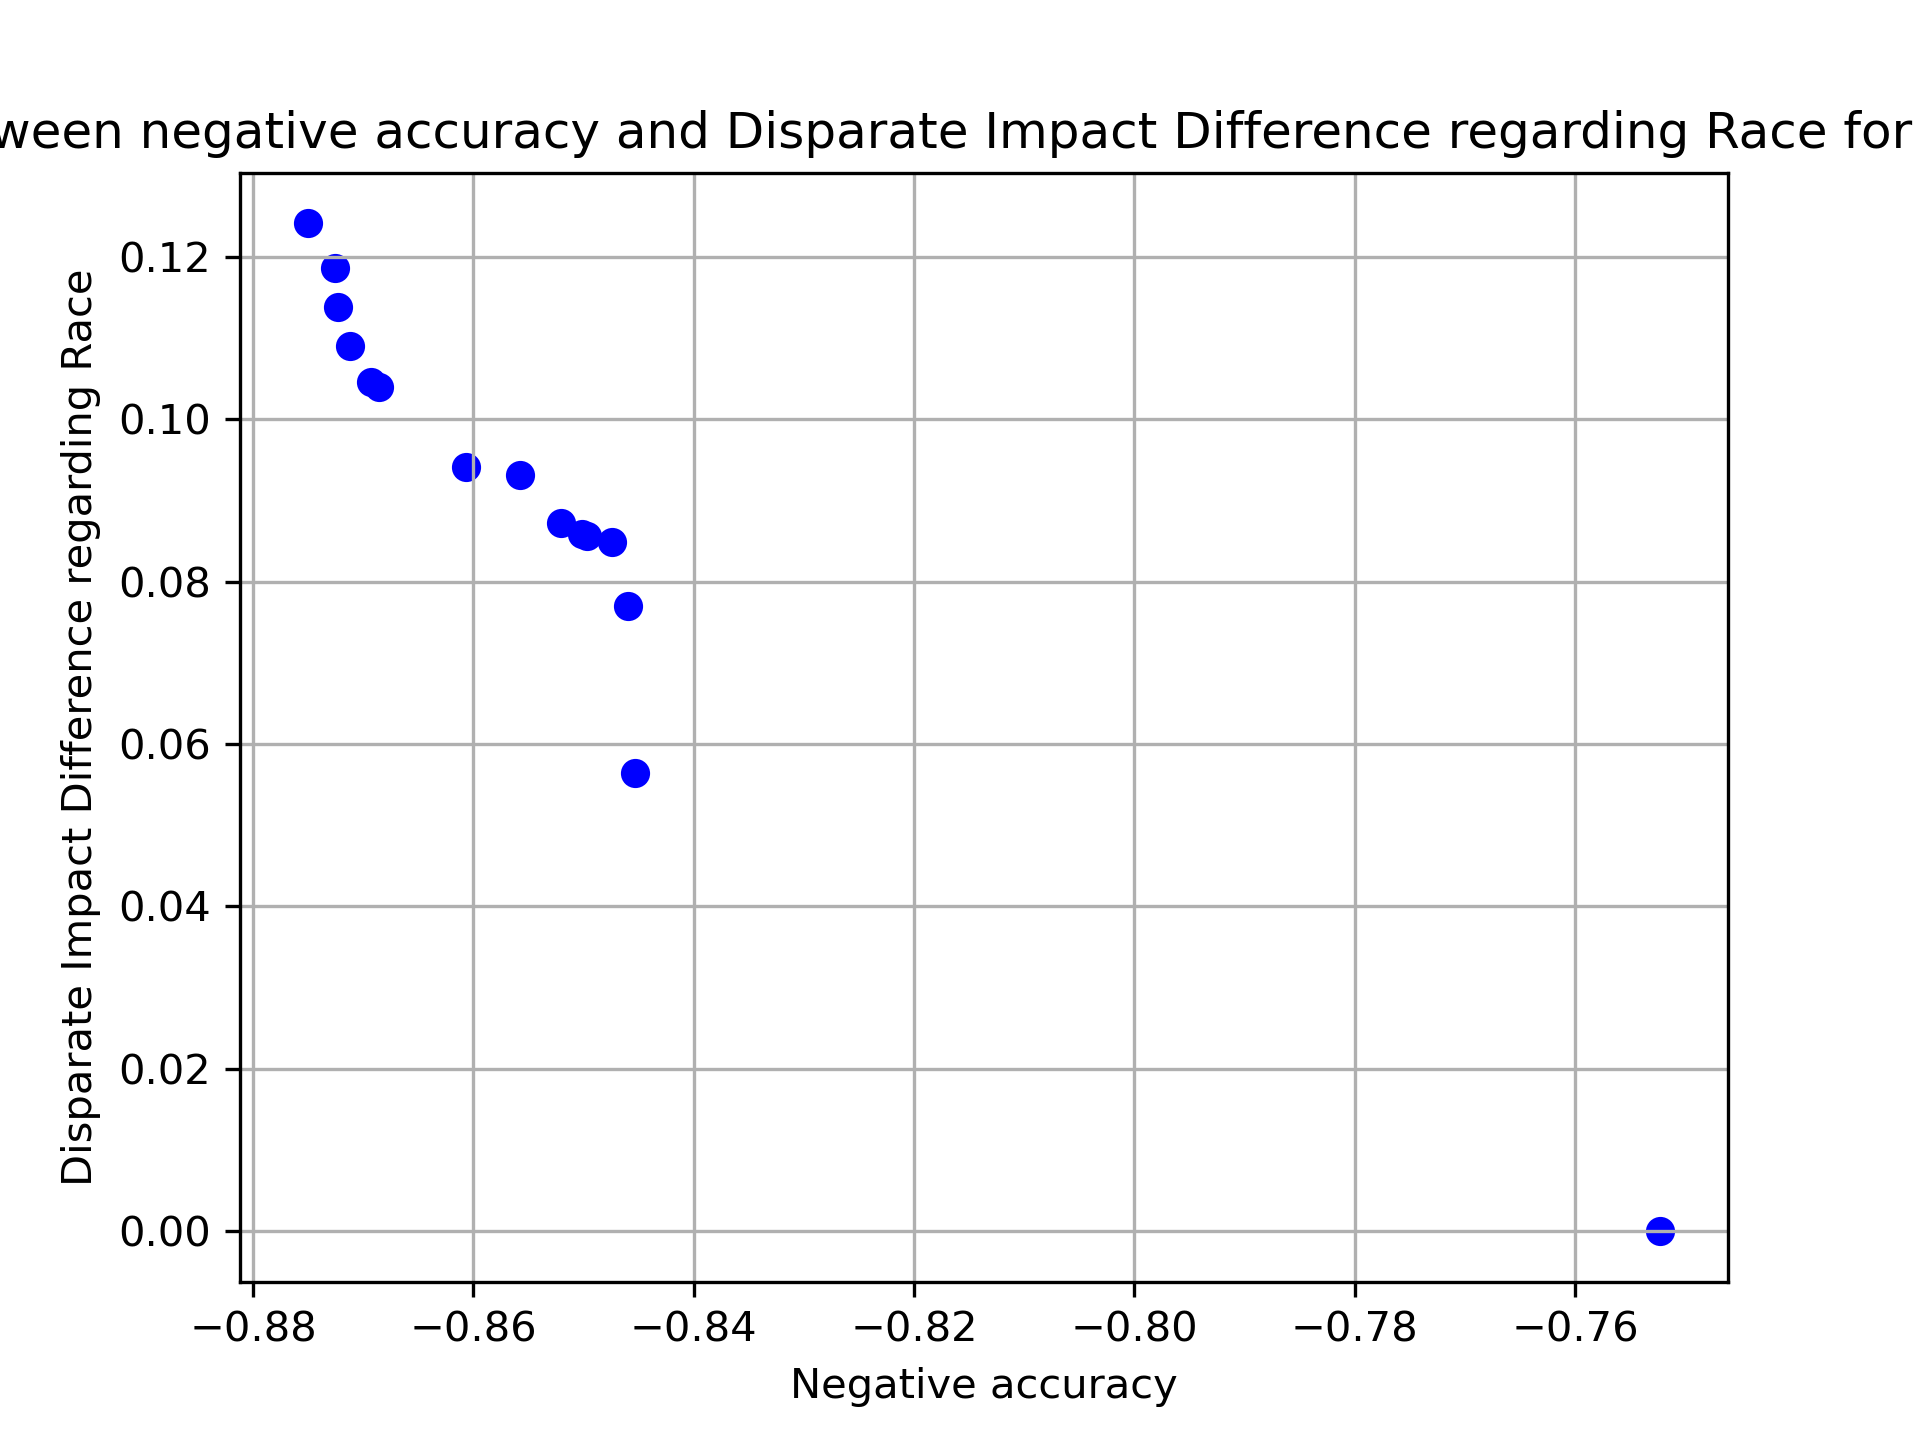 ween negative accuracy and Disparate Impact Difference regarding Race for
Disparate Impact Difference regarding Race
0.12
0.10
0.08
0.06
0.04
0.02
0.00
−0.88 −0.86 −0.84 −0.82 −0.80 −0.78 −0.76
Negative accuracy